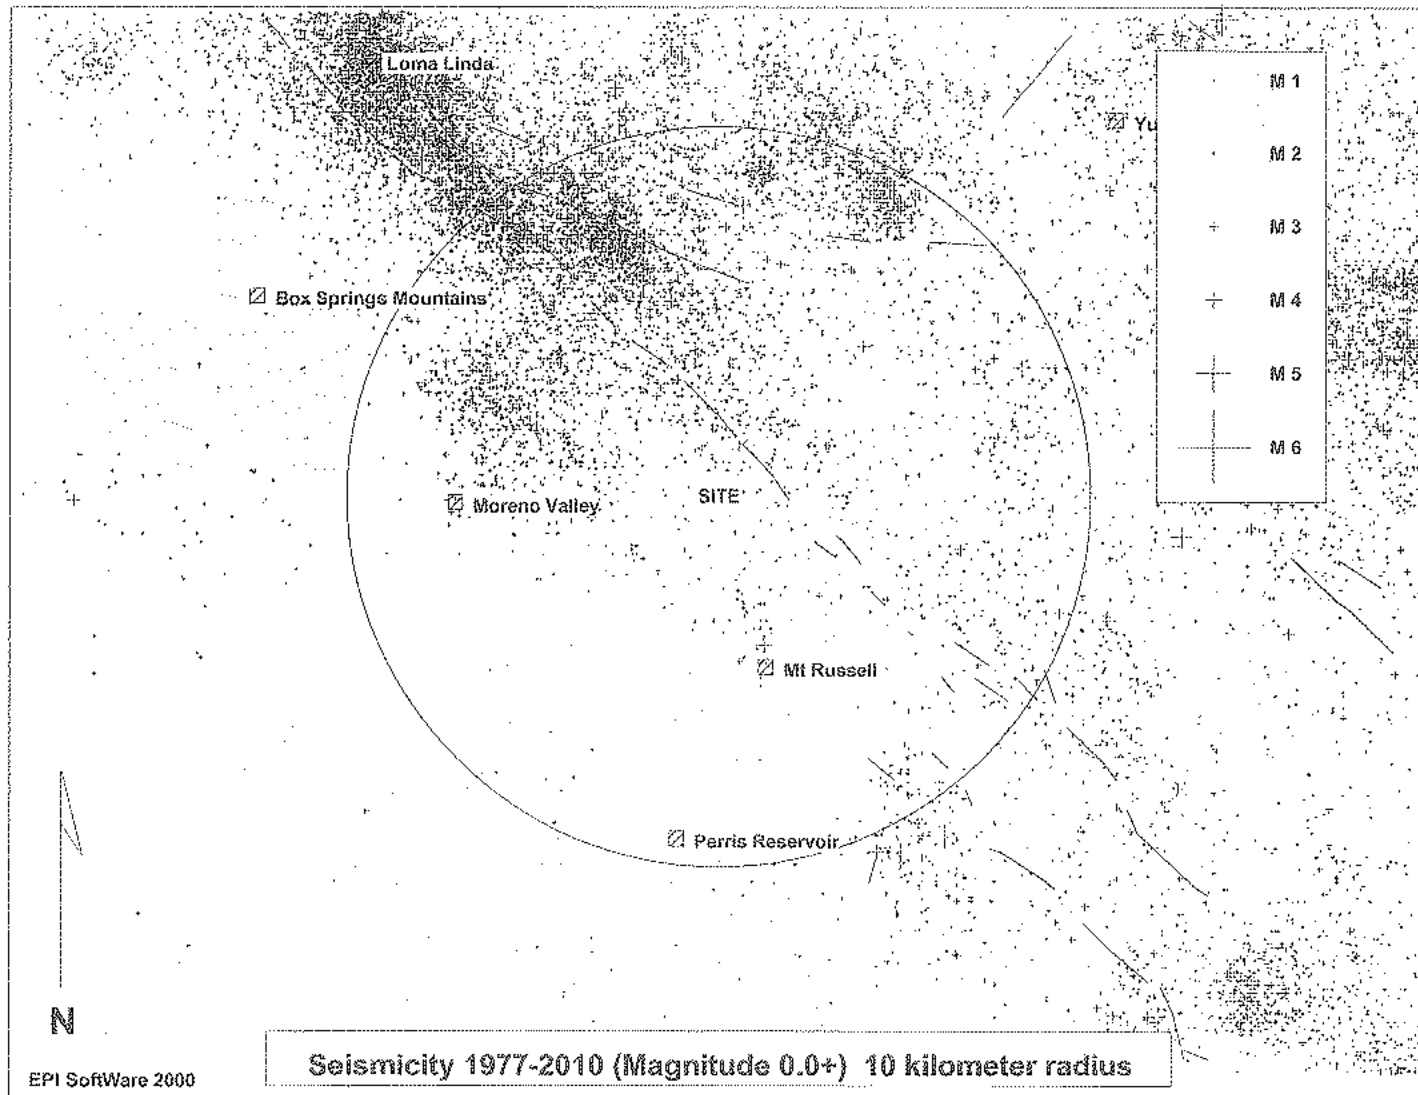 Loma Linda
M 1
Yu
M 2
M 3
Box Springs Mountains
M 4
M 5
M 6
SITE
Moreno Valley
Mt Russell
Perris Reservoir
N
Seismicity 1977-2010 (Magnitude 0.0+) 10 kilometer radius
EPI SoftWare 2000